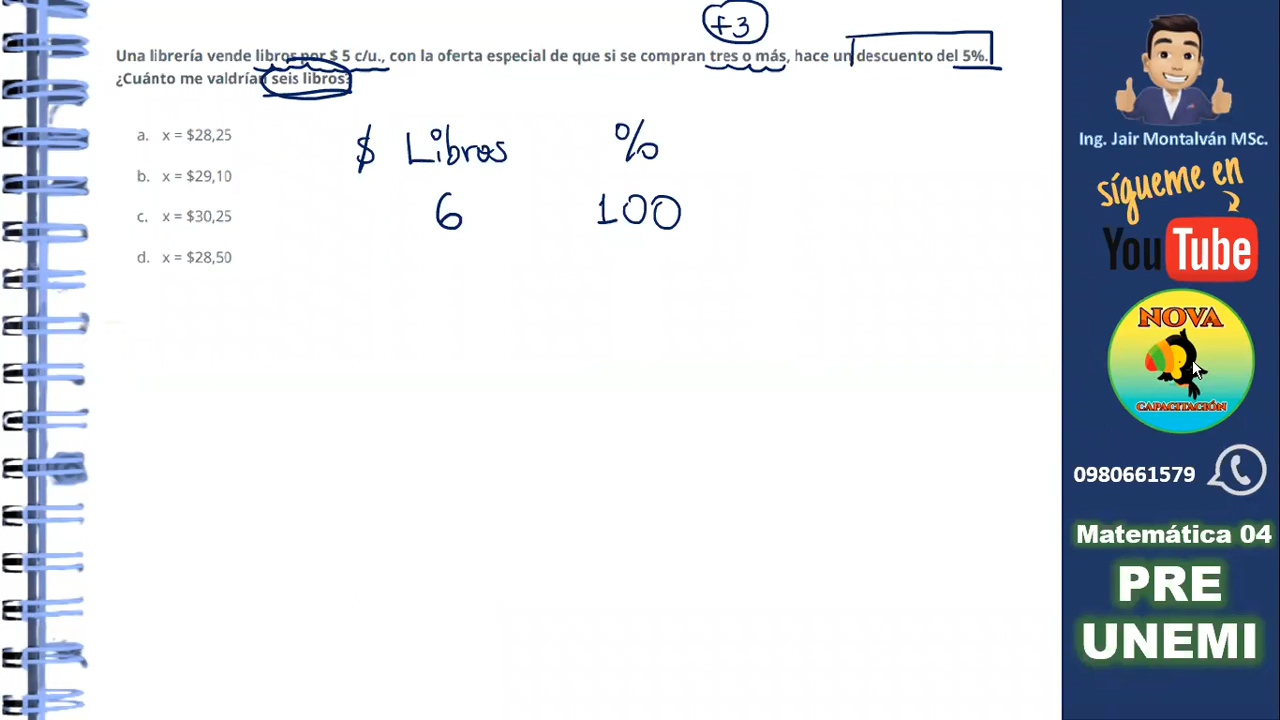 +3
Una librería vende libros por $ 5 c/u., con la oferta especial de que si se compran tres o más, hace un descuento del 5%.
¿Cuánto me valdrían seis libros?
a. x = $28,25
b. x = $29,10
c. x = $30,25
d. x = $28,50
$ Libros %
6 100
Ing. Jair Montalván MSc.
sígueme en
YouTube
NOVA
CAPACITACIÓN
0980661579
Matemática 04
PRE
UNEMI